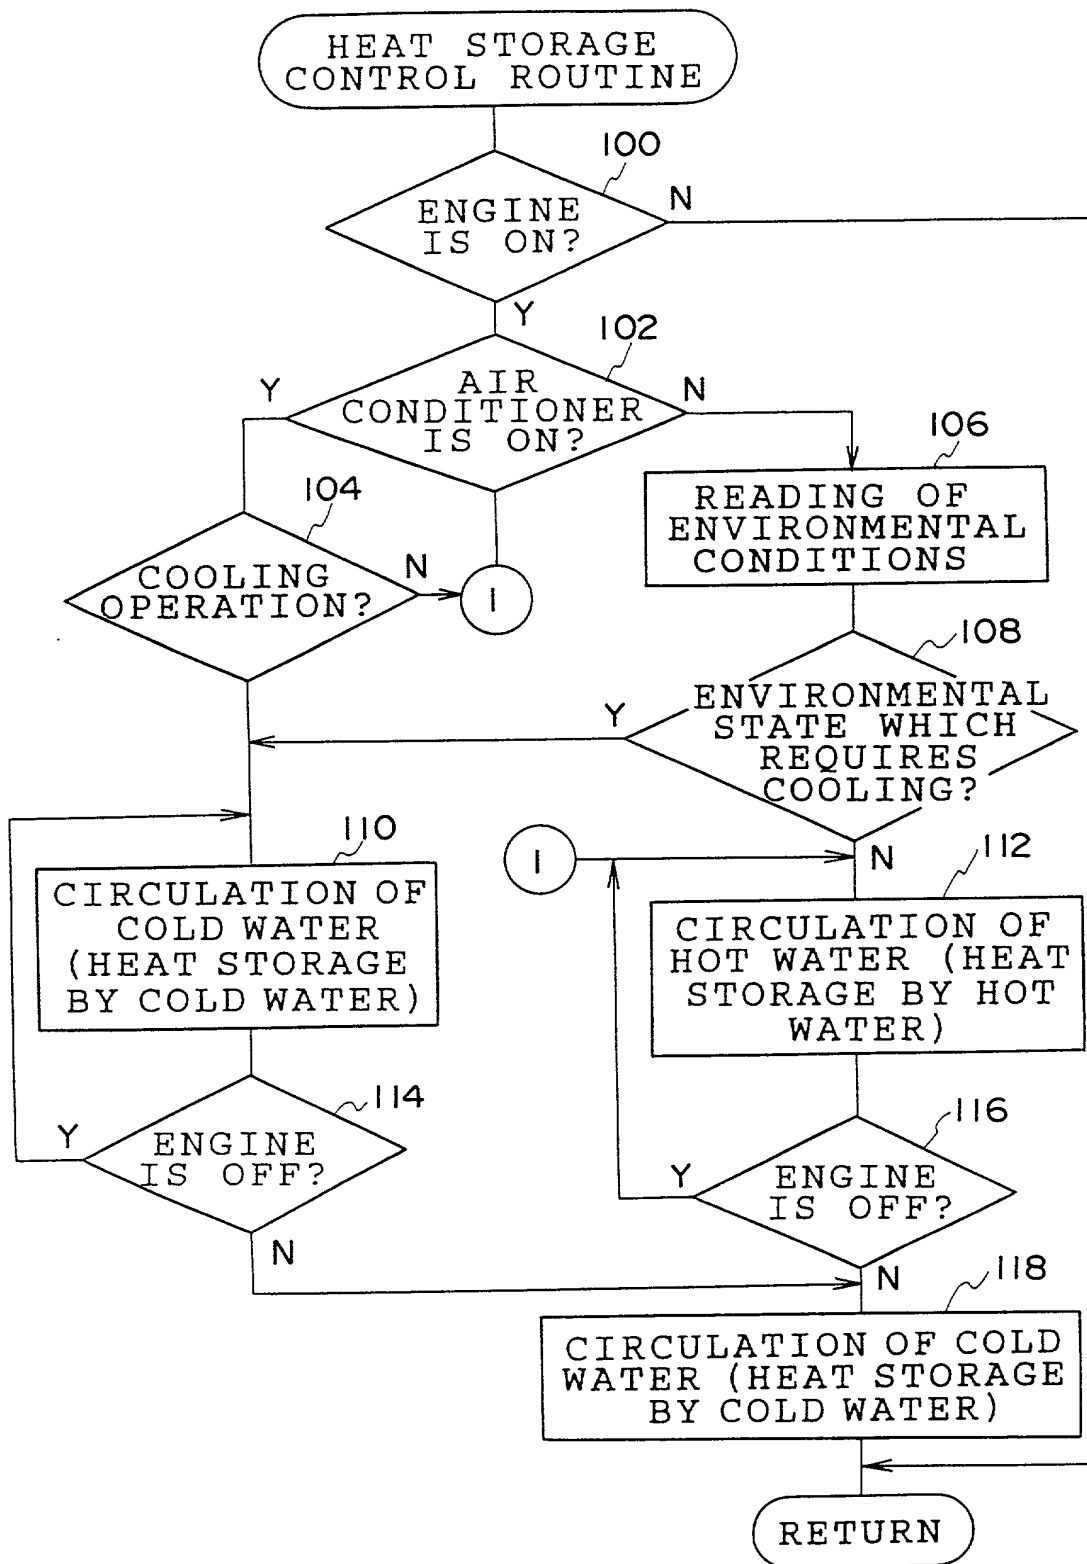 HEAT STORAGE
CONTROL ROUTINE
100
ENGINE
IS ON?
N
Y
102
AIR
CONDITIONER
IS ON?
Y
N
104
COOLING
OPERATION?
N
1
106
READING OF
ENVIRONMENTAL
CONDITIONS
108
ENVIRONMENTAL
STATE WHICH
REQUIRES
COOLING?
Y
N
110
CIRCULATION OF
COLD WATER
(HEAT STORAGE
BY COLD WATER)
1
112
CIRCULATION OF
HOT WATER (HEAT
STORAGE BY HOT
WATER)
114
ENGINE
IS OFF?
Y
N
116
ENGINE
IS OFF?
Y
N
118
CIRCULATION OF COLD
WATER (HEAT STORAGE
BY COLD WATER)
RETURN